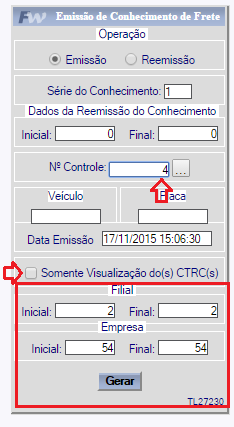 FW Emissão de Conhecimento de Frete
Operação
Emissão Reemissão
Série do Conhecimento: 1
Dados da Reemissão do Conhecimento
Inicial: 0 Final: 0
Nº Controle: 4 ...
Veículo Placa
Data Emissão 17/11/2015 15:06:30
Somente Visualização do(s) CTRC(s)
Filial
Inicial: 2 Final: 2
Empresa
Inicial: 54 Final: 54
Gerar
TL27230